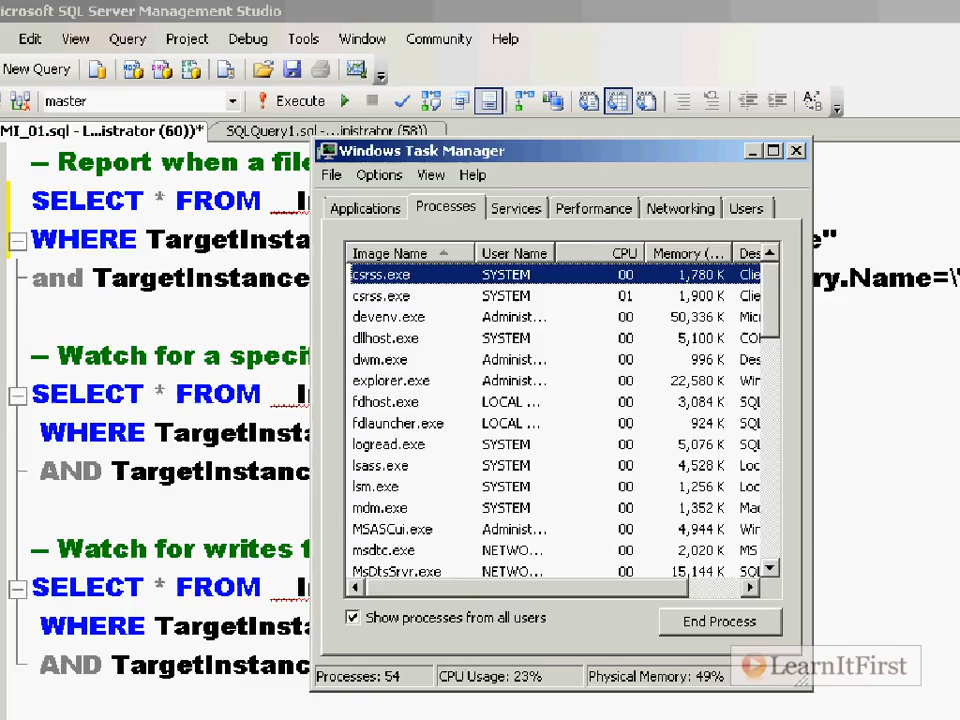 icrosoft SQL Server Management Studio
Edit View Query Project Debug Tools Window Community Help
New Query
master Execute
MI_01.sql - L...istrator (60))* SQLQuery1.sql -...inistrator (58))
-- Report when a file
SELECT * FROM __I
WHERE TargetInsta e"
and TargetInstance ry.Name=\"
-- Watch for a specif
SELECT * FROM __I
WHERE TargetInsta
AND TargetInstanc
-- Watch for writes t
SELECT * FROM __I
WHERE TargetInsta
AND TargetInstanc
Windows Task Manager
File Options View Help
Applications Processes Services Performance Networking Users
Image Name User Name CPU Memory (... Des
csrss.exe SYSTEM 00 1,780 K Clie
csrss.exe SYSTEM 01 1,900 K Clie
devenv.exe Administ... 00 50,336 K Micr
dllhost.exe SYSTEM 00 5,100 K COI
dwm.exe Administ... 00 996 K Des
explorer.exe Administ... 00 22,580 K Win
fdhost.exe LOCAL ... 00 3,084 K SQL
fdlauncher.exe LOCAL ... 00 924 K SQL
logread.exe SYSTEM 00 5,076 K SQL
lsass.exe SYSTEM 00 4,528 K Loc
lsm.exe SYSTEM 00 1,256 K Loc
mdm.exe SYSTEM 00 1,352 K Mac
MSASCui.exe Administ... 00 4,944 K Win
msdtc.exe NETWO... 00 2,020 K MS
MsDtsSrvr.exe NETWO... 00 15,144 K SQL
Show processes from all users End Process
Processes: 54 CPU Usage: 23% Physical Memory: 49%
LearnItFirst